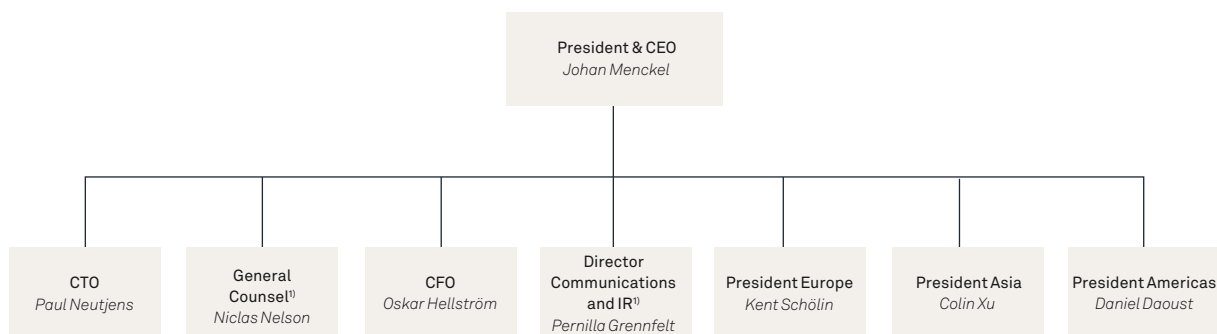 President & CEO
Johan Menckel
CTO
Paul Neutjens
General
Counsel¹⁾
Niclas Nelson
CFO
Oskar Hellström
Director
Communications
and IR¹⁾
Pernilla Grennfelt
President Europe
Kent Schölin
President Asia
Colin Xu
President Americas
Daniel Daoust